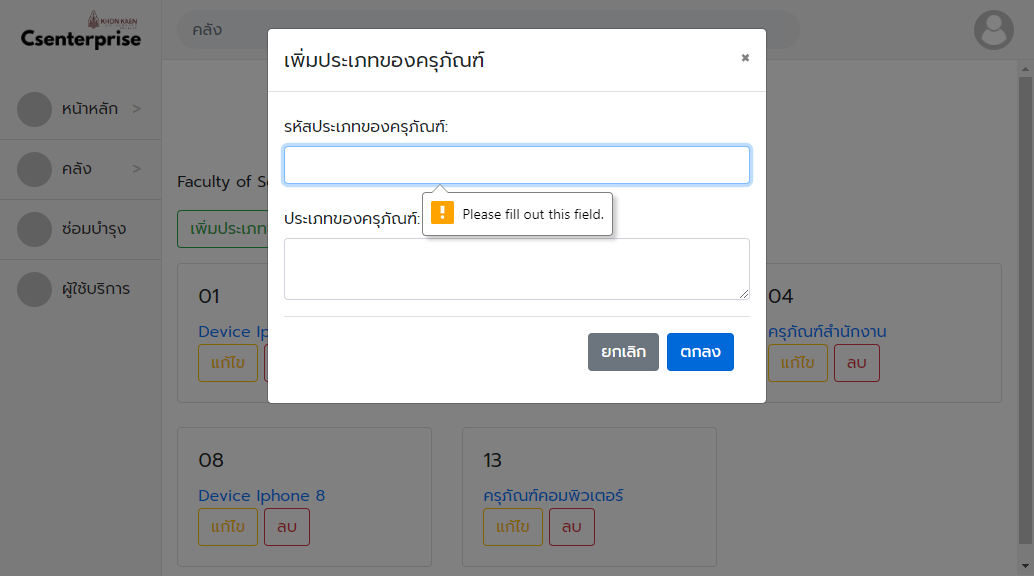 KHON KAEN
Csenterprise
คลัง
หน้าหลัก >
คลัง >
ซ่อมบำรุง
ผู้ใช้บริการ
เพิ่มประเภทของครุภัณฑ์
×
รหัสประเภทของครุภัณฑ์:
Please fill out this field.
ประเภทของครุภัณฑ์:
ยกเลิก
ตกลง
Faculty of
เพิ่มประเภท
01
Device
แก้ไข
04
ครุภัณฑ์สำนักงาน
แก้ไข
ลบ
08
Device Iphone 8
แก้ไข
ลบ
13
ครุภัณฑ์คอมพิวเตอร์
แก้ไข
ลบ